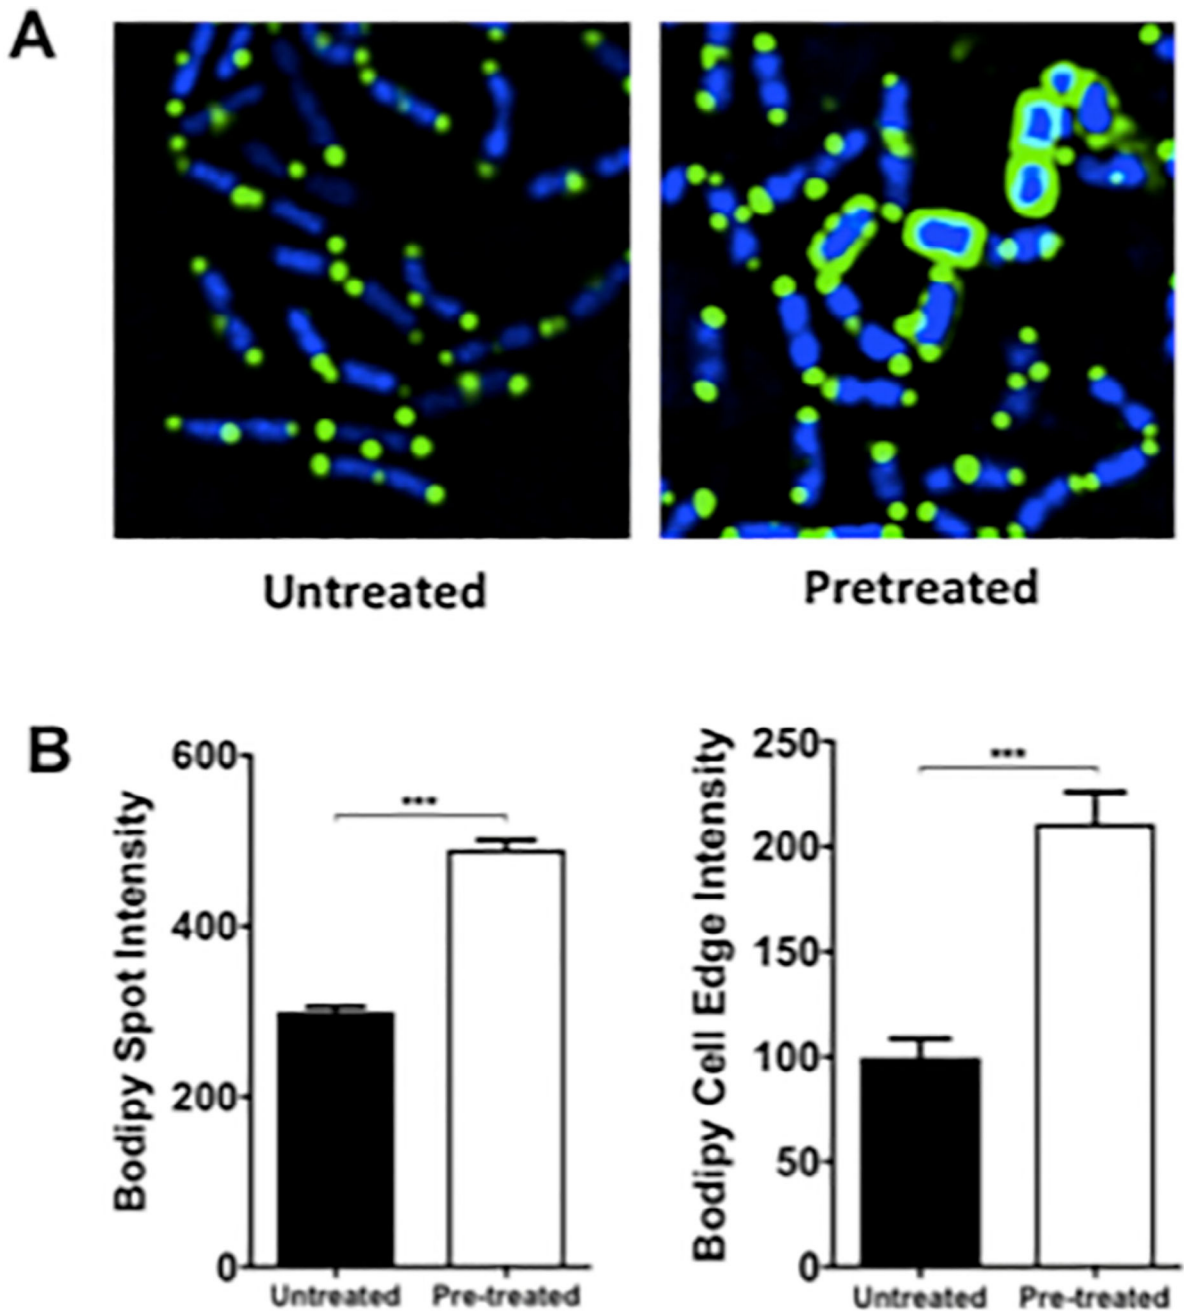 A
Untreated
Pretreated
B
Bodipy Spot Intensity
600
400
200
0
***
Untreated
Pre-treated
Bodipy Cell Edge Intensity
250
200
150
100
50
0
***
Untreated
Pre-treated